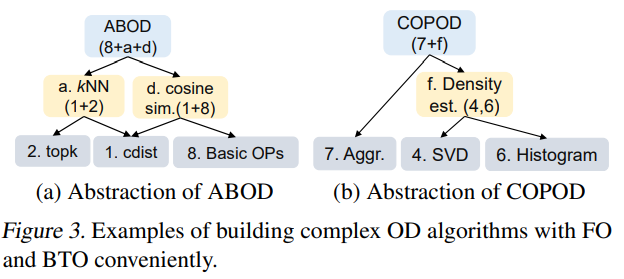 ABOD
(8+a+d)
a. kNN
(1+2)
d. cosine
sim.(1+8)
2. topk
1. cdist
8. Basic OPs
(a) Abstraction of ABOD
COPOD
(7+f)
f. Density
est. (4,6)
7. Aggr.
4. SVD
6. Histogram
(b) Abstraction of COPOD
Figure 3. Examples of building complex OD algorithms with FO
and BTO conveniently.